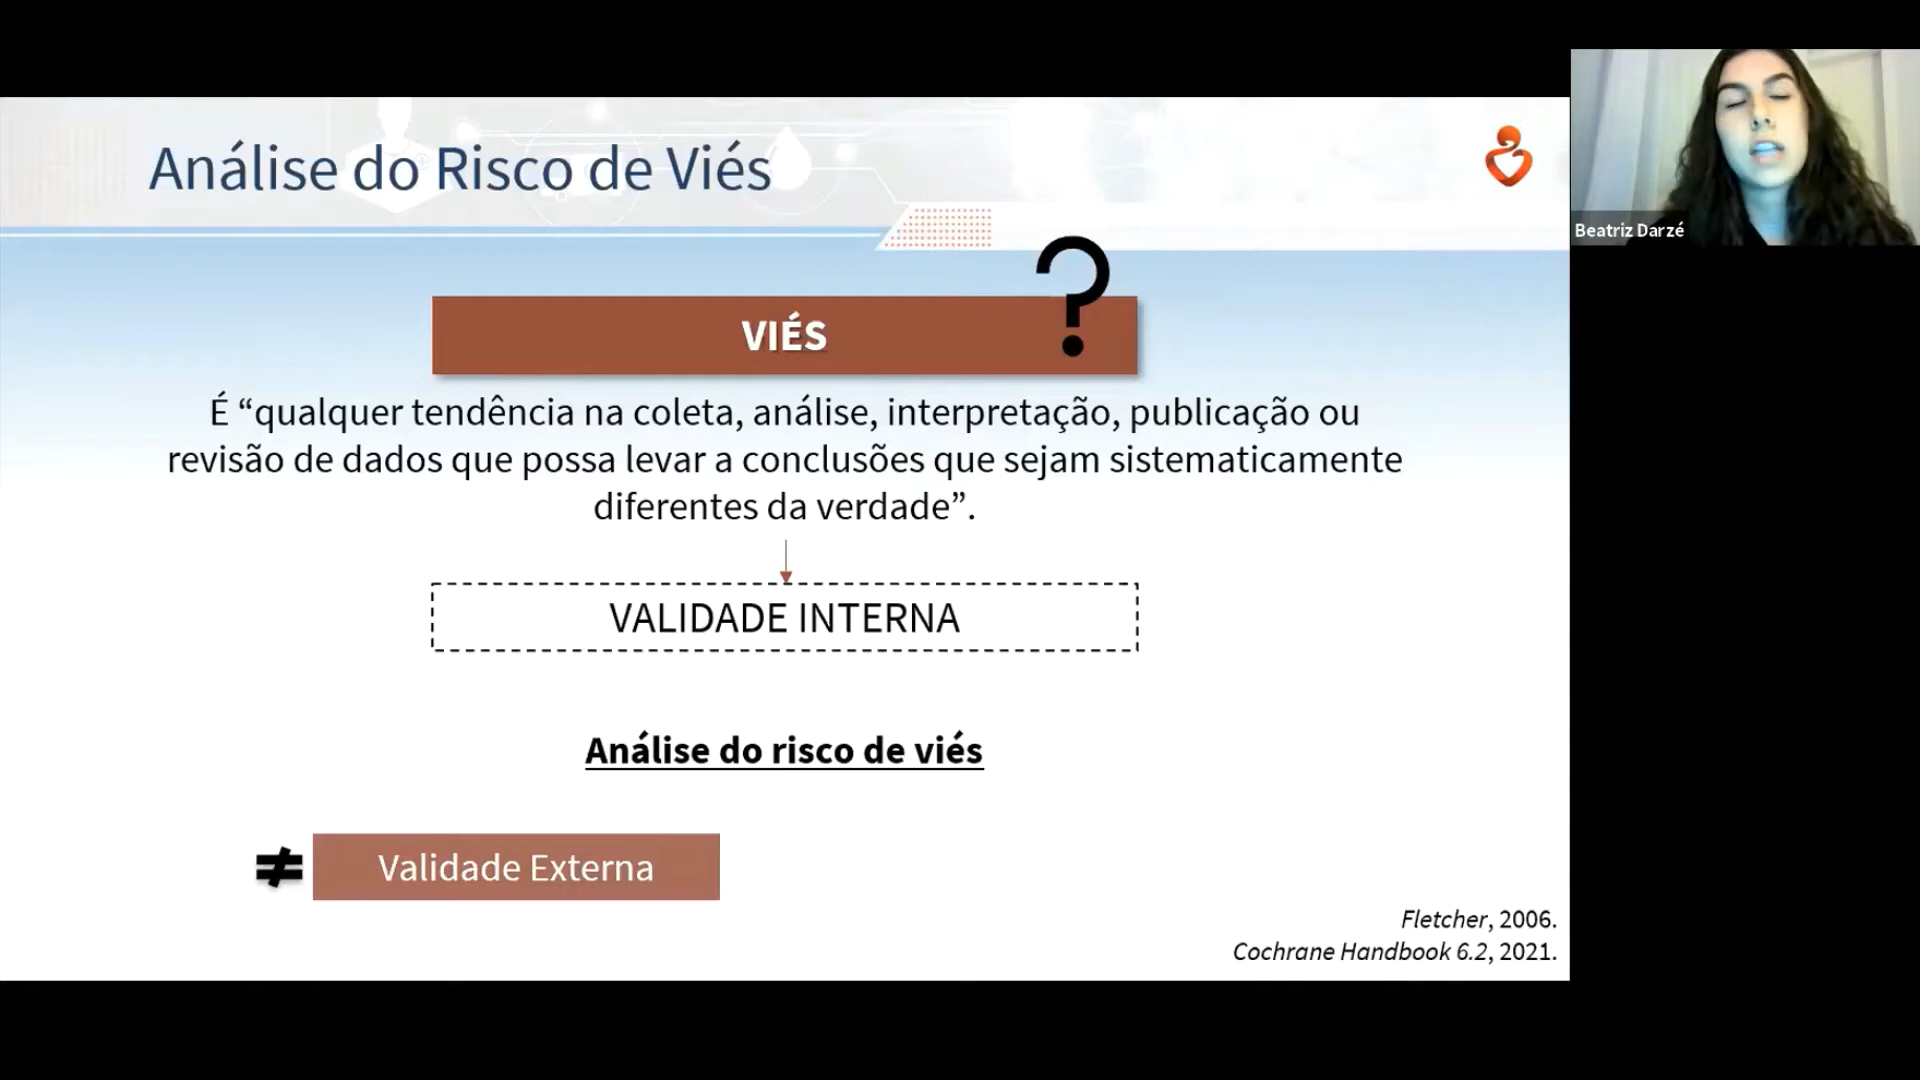 Análise do Risco de Viés
Beatriz Darzé
?
VIÉS
É “qualquer tendência na coleta, análise, interpretação, publicação ou
revisão de dados que possa levar a conclusões que sejam sistematicamente
diferentes da verdade”.
VALIDADE INTERNA
Análise do risco de viés
≠ Validade Externa
Fletcher, 2006.
Cochrane Handbook 6.2, 2021.